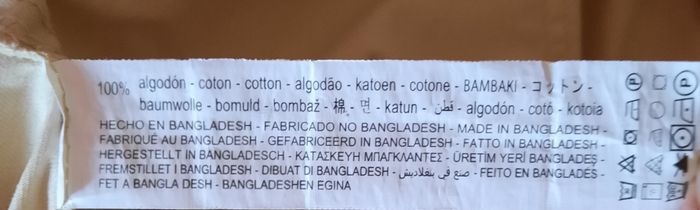 100% algodón - coton - cotton - algodão - katoen - cotone - BAMBAKI - コットン -
baumwolle - bomuld - bombaž - 棉 - 면 - katun - قطن - algodón - cotó - kotoia
HECHO EN BANGLADESH - FABRICADO NO BANGLADESH - MADE IN BANGLADESH -
FABRIQUÉ AU BANGLADESH - GEFABRICEERD IN BANGLADESH - FATTO IN BANGLADESH -
HERGESTELLT IN BANGLADESCH - ΚΑΤΑΣΚΕΥΗ ΜΠΑΓΚΛΑΝΤΕΣ - ÜRETİM YERİ BANGLADEŞ -
FREMSTILLET I BANGLADESH - DIBUAT DI BANGLADESH - صنع في بنغلاديش - FEITO EN BANGLADÉS -
FET A BANGLA DESH - BANGLADESHEN EGINA